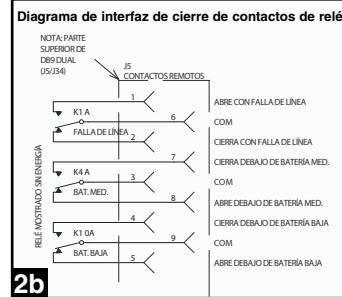 Diagrama de interfaz de cierre de contactos de relé
NOTA: PARTE
SUPERIOR DE
DB9 DUAL
(J5/J34)
J5
CONTACTOS REMOTOS
1
ABRE CON FALLA DE LÍNEA
K1 A
6
COM
FALLA DE LÍNEA
2
CIERRA CON FALLA DE LÍNEA
7
CIERRA DEBAJO DE BATERÍA MED.
K4 A
3
COM
BAT. MED.
8
ABRE DEBAJO DE BATERÍA MED.
4
CIERRA DEBAJO DE BATERÍA BAJA
K1 0A
9
COM
BAT. BAJA
5
ABRE DEBAJO DE BATERÍA BAJA
RELÉ MOSTRADO SIN ENERGÍA
2b